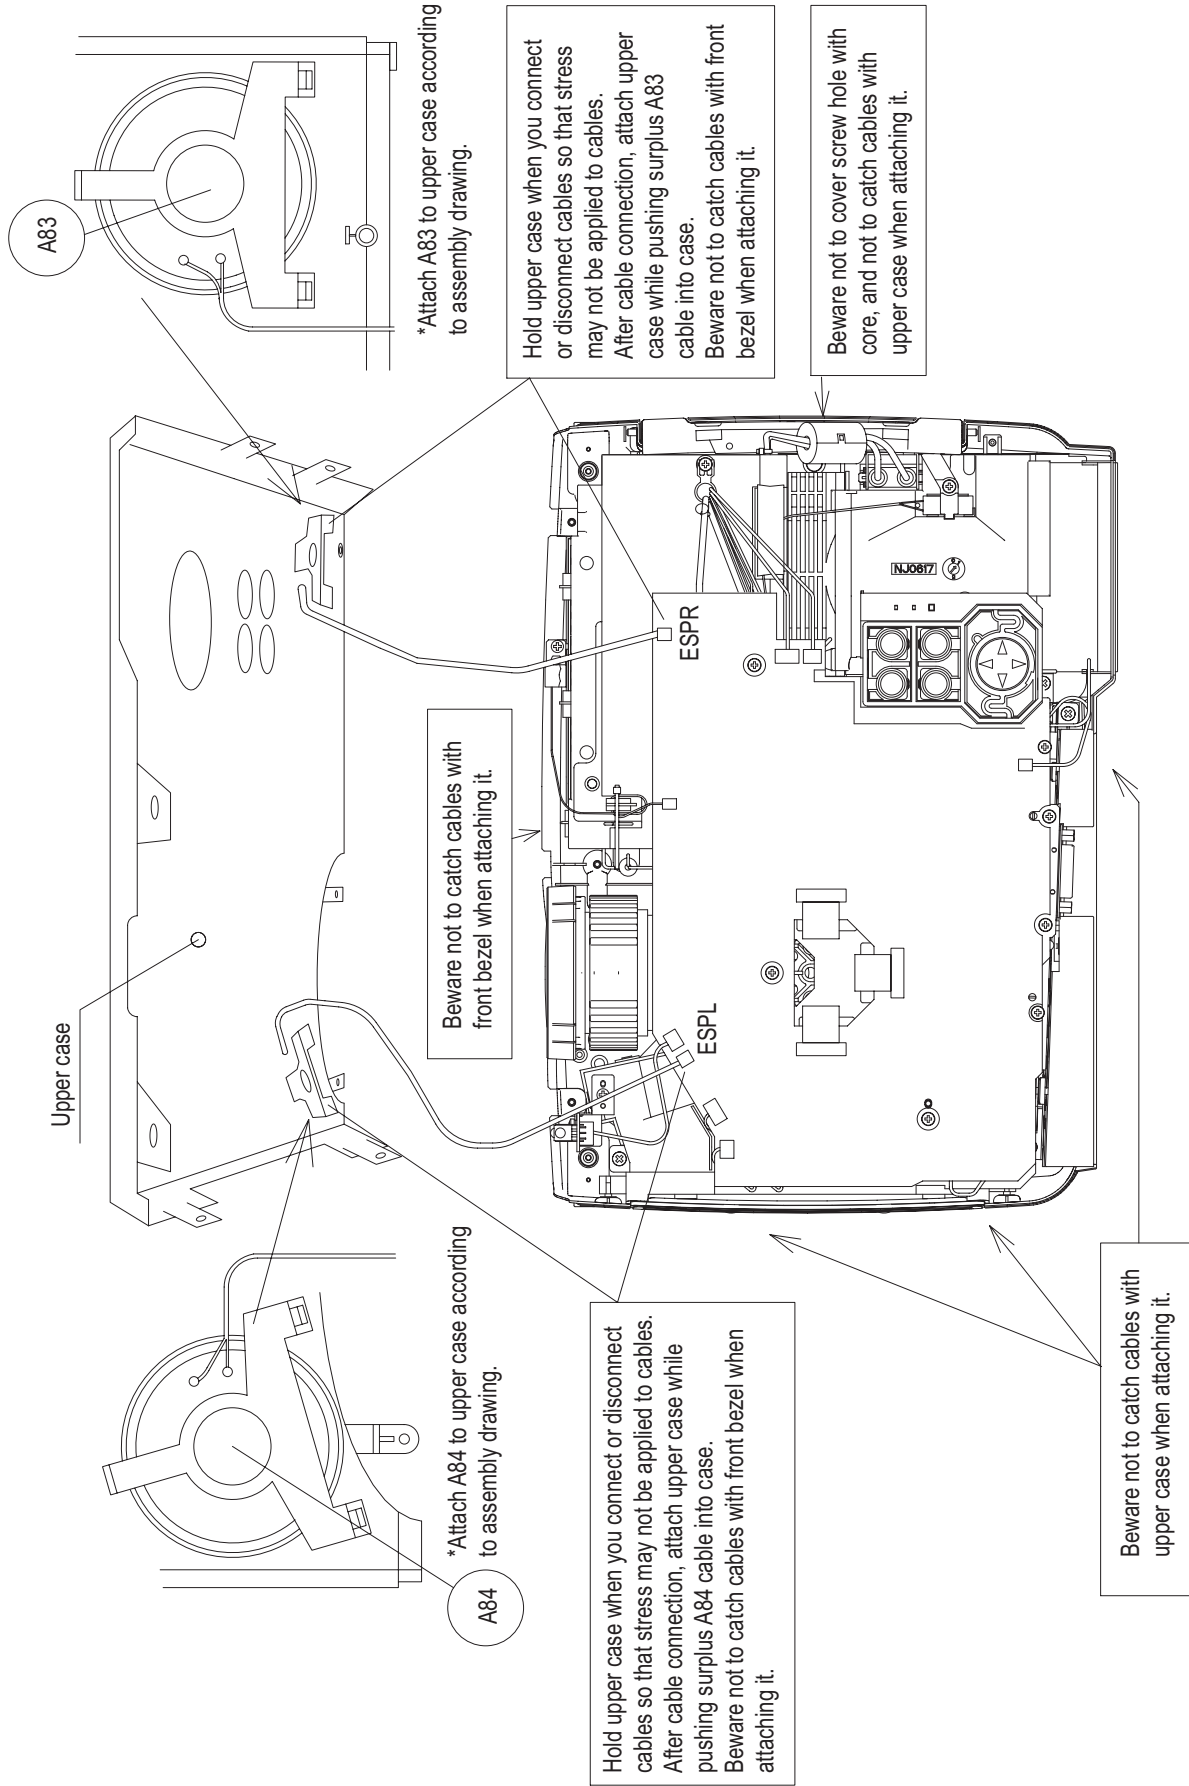 Upper case
A84
*Attach A84 to upper case according
to assembly drawing.
A83
*Attach A83 to upper case according
to assembly drawing.
Hold upper case when you connect
or disconnect cables so that stress
may not be applied to cables.
After cable connection, attach upper
case while pushing surplus A83
cable into case.
Beware not to catch cables with front
bezel when attaching it.
Beware not to catch cables with
front bezel when attaching it.
Hold upper case when you connect or disconnect
cables so that stress may not be applied to cables.
After cable connection, attach upper case while
pushing surplus A84 cable into case.
Beware not to catch cables with front bezel when
attaching it.
ESPL
ESPR
NJ0617
Beware not to cover screw hole with
core, and not to catch cables with
upper case when attaching it.
Beware not to catch cables with
upper case when attaching it.